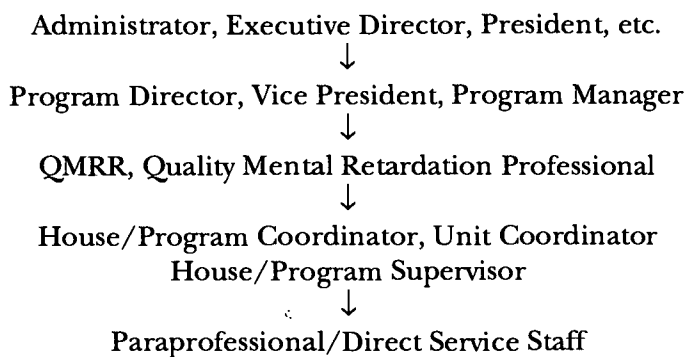 Administrator, Executive Director, President, etc.
↓
Program Director, Vice President, Program Manager
↓
QMRR, Quality Mental Retardation Professional
↓
House/Program Coordinator, Unit Coordinator
House/Program Supervisor
↓
Paraprofessional/Direct Service Staff